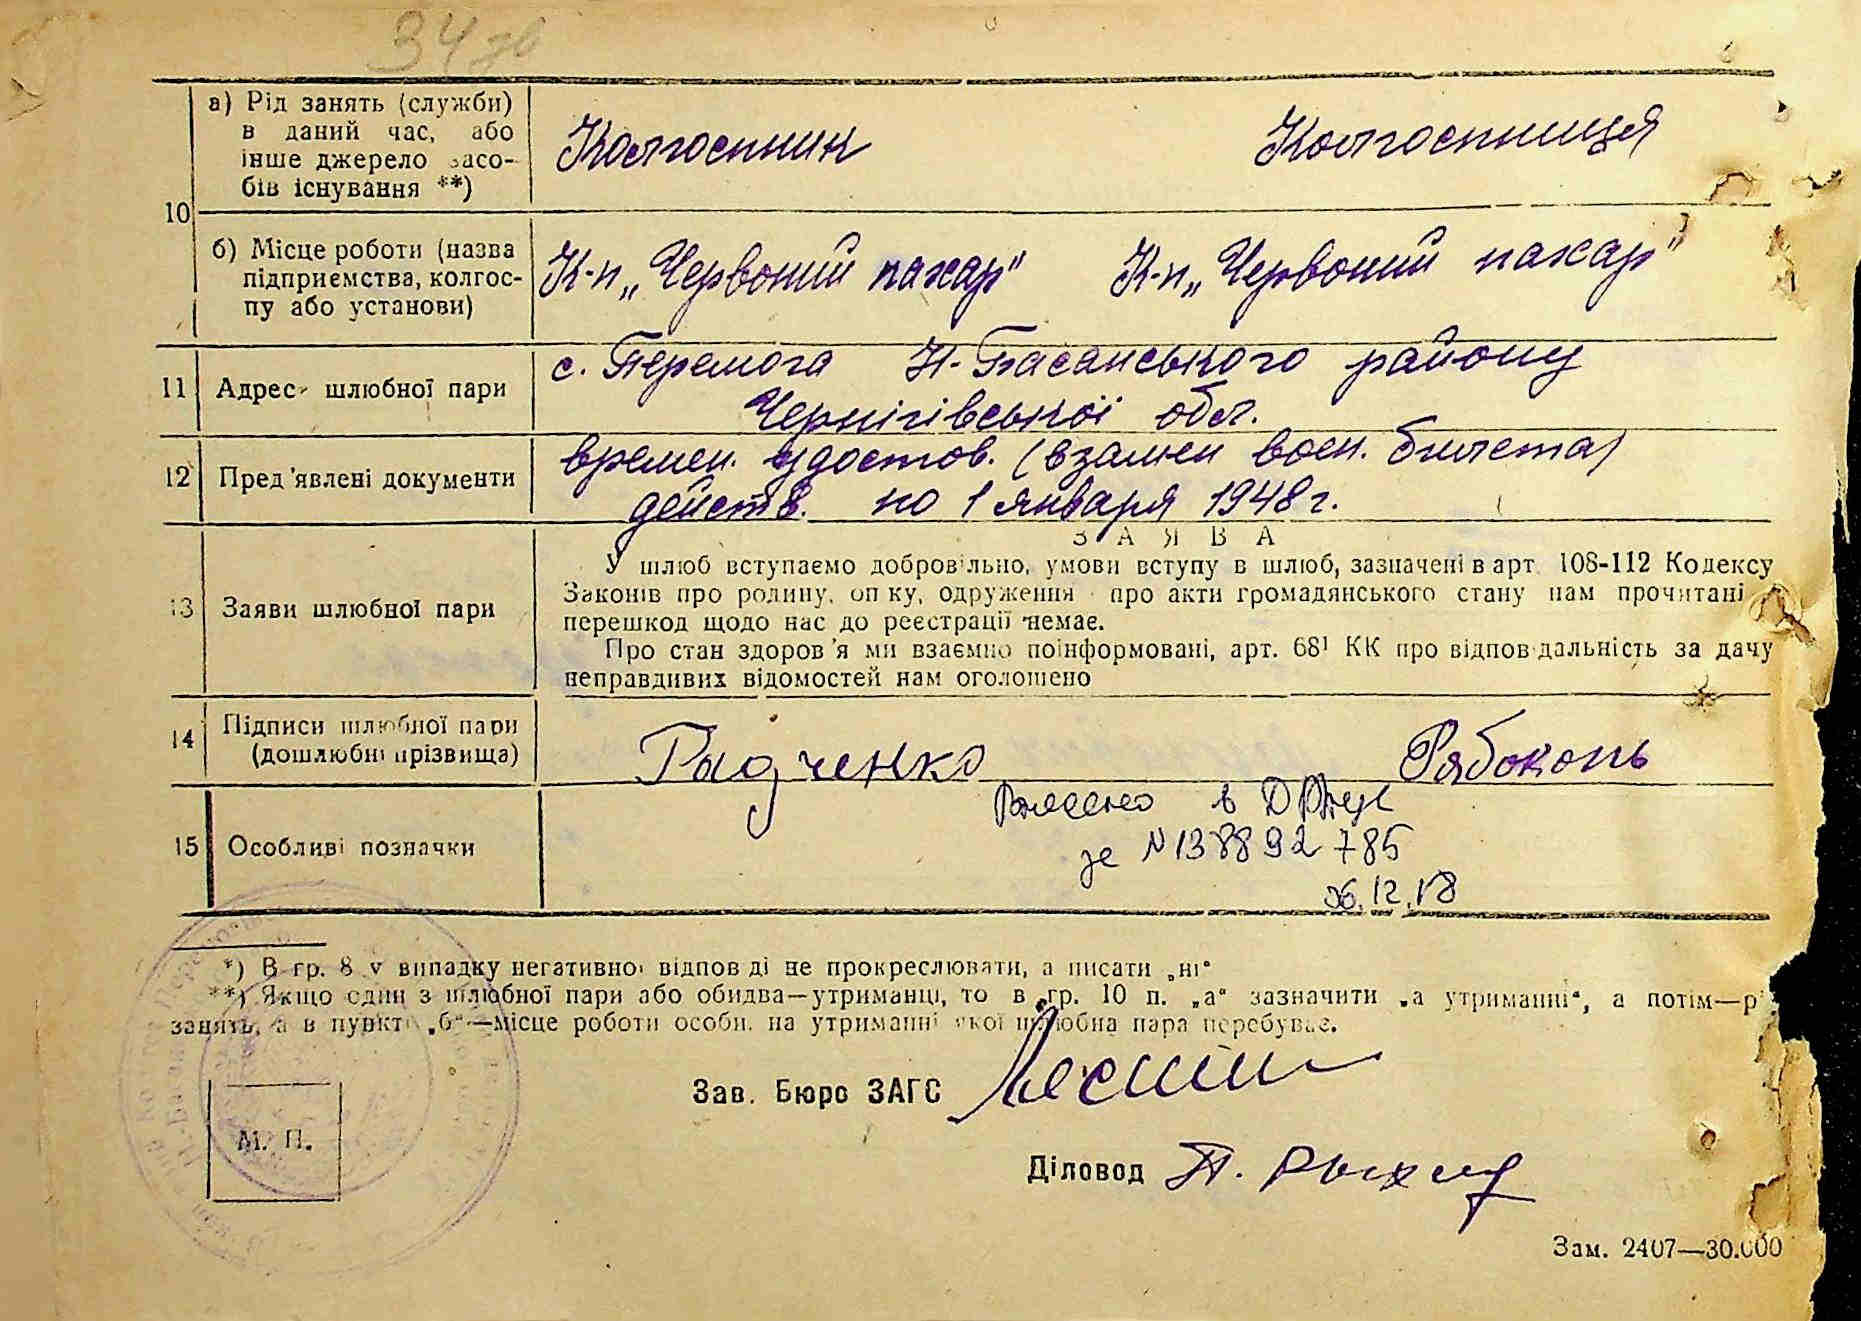 34 зв
10
а) Рід занять (служби)
в даний час, або
інше джерело засо-
бів існування **)
Колгоспник Колгоспниця
б) Місце роботи (назва
підприємства, колгос-
пу або установи)
К-п „Червоний пахар" К-п „Червоний пахар"
11 Адреса шлюбної пари
с. Перемога Н-Басанського району
Чернігівської обл.
12 Пред'явлені документи
времен. удостов. (взамен воен. билета)
действ. по 1 января 1948 г.
ЗАЯВА
13 Заяви шлюбної пари
У шлюб вступаємо добровільно, умови вступу в шлюб, зазначені в арт. 108-112 Кодексу
Законів про родину, опіку, одруження про акти громадянського стану нам прочитані
перешкод щодо нас до реєстрації немає.
Про стан здоров'я ми взаємно поінформовані, арт. 68¹ КК про відповідальність за дачу
неправдивих відомостей нам оголошено
14 Підписи шлюбної пари
(дошлюбні прізвища)
Радченко Рябоконь
15 Особливі позначки
Внесено в ДРАЦС
за №138892785
26.12.18
*) В гр. 8 у випадку негативної відповіді не прокреслювати, а писати „ні"
**) Якщо один з шлюбної пари або обидва—утриманці, то в гр. 10 п. „а" зазначити „а утриманні", а потім—р
занять, а в пункті „б"—місце роботи особи, на утриманні якої шлюбна пара перебуває.
Зав. Бюро ЗАГС
М. П.
Діловод П.
Зам. 2407—30.000